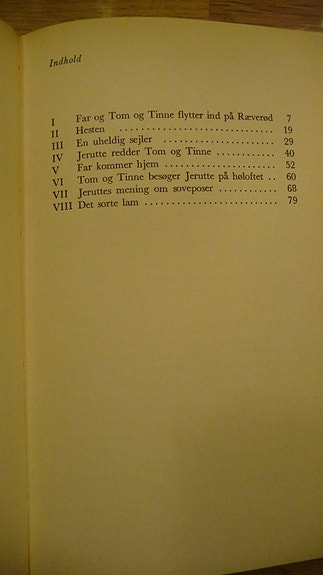 Indhold
I Far og Tom og Tinne flytter ind på Ræverød 7
II Hesten . . . . . . . . . . . . . . . . . . . . . . . . . . . . 19
III En uheldig sejler . . . . . . . . . . . . . . . . . . . . . 29
IV Jerutte redder Tom og Tinne . . . . . . . . . . . 40
V Far kommer hjem . . . . . . . . . . . . . . . . . . . . 52
VI Tom og Tinne besøger Jerutte på høloftet . . 60
VII Jeruttes mening om soveposer . . . . . . . . . . 68
VIII Det sorte lam . . . . . . . . . . . . . . . . . . . . . . . . 79